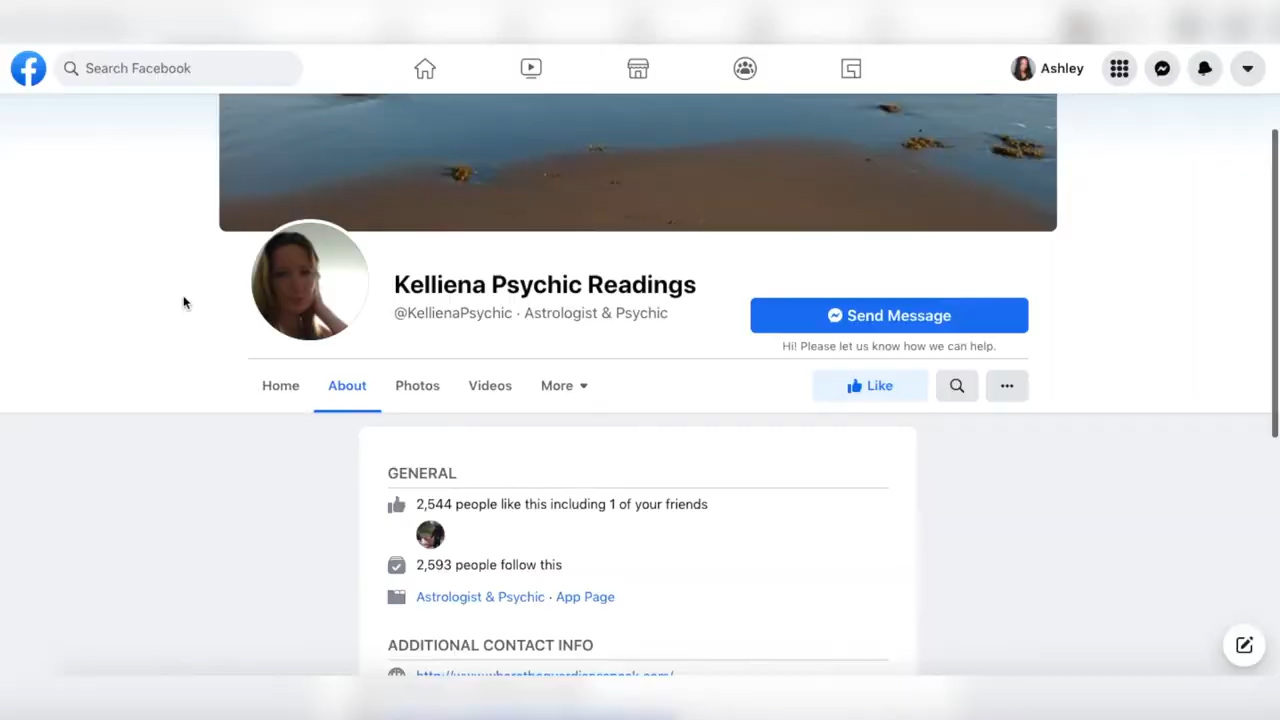 Search Facebook
Ashley
Kelliena Psychic Readings
@KellienaPsychic · Astrologist & Psychic
Send Message
Hi! Please let us know how we can help.
Home
About
Photos
Videos
More
Like
GENERAL
2,544 people like this including 1 of your friends
2,593 people follow this
Astrologist & Psychic · App Page
ADDITIONAL CONTACT INFO